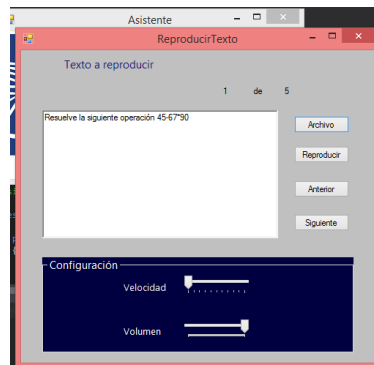 Asistente
ReproducirTexto
Texto a reproducir
1 de 5
Resuelve la siguiente operación 45-67*90
Archivo
Reproducir
Anterior
Siguiente
Configuración
Velocidad
Volumen